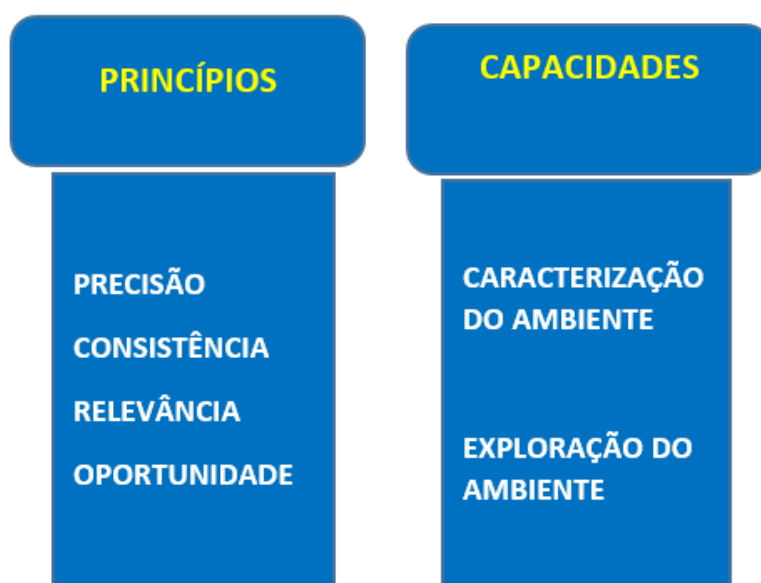 PRINCÍPIOS
PRECISÃO
CONSISTÊNCIA
RELEVÂNCIA
OPORTUNIDADE
CAPACIDADES
CARACTERIZAÇÃO
DO AMBIENTE
EXPLORAÇÃO DO
AMBIENTE